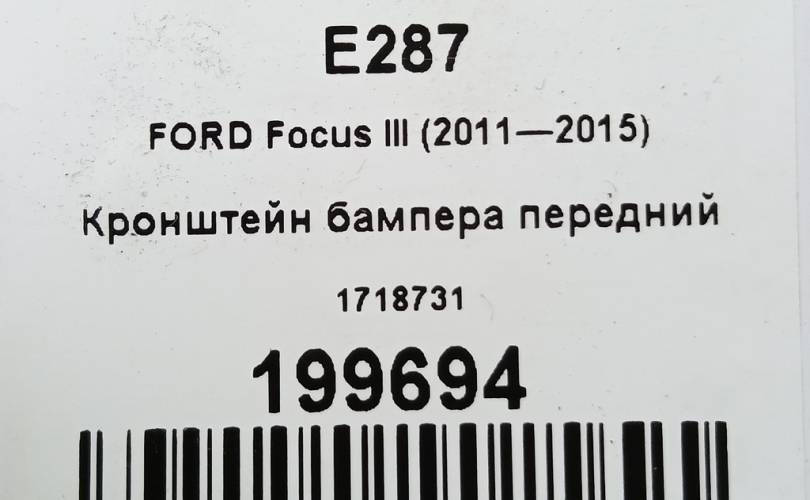 E287
FORD Focus III (2011—2015)
Кронштейн бампера передний
1718731
199694